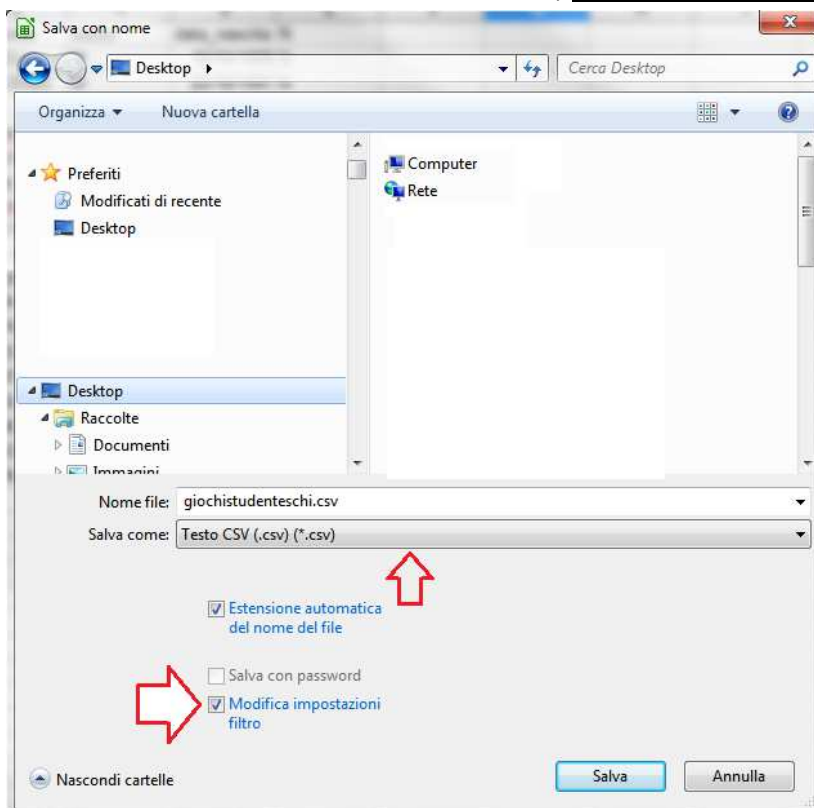 Salva con nome
Desktop
Cerca Desktop
Organizza
Nuova cartella
Preferiti
Modificati di recente
Desktop
Computer
Rete
Desktop
Raccolte
Documenti
Immagini
Nome file: giochistudenteschi.csv
Salva come: Testo CSV (.csv) (*.csv)
Estensione automatica
del nome del file
Salva con password
Modifica impostazioni
filtro
Nascondi cartelle
Salva
Annulla